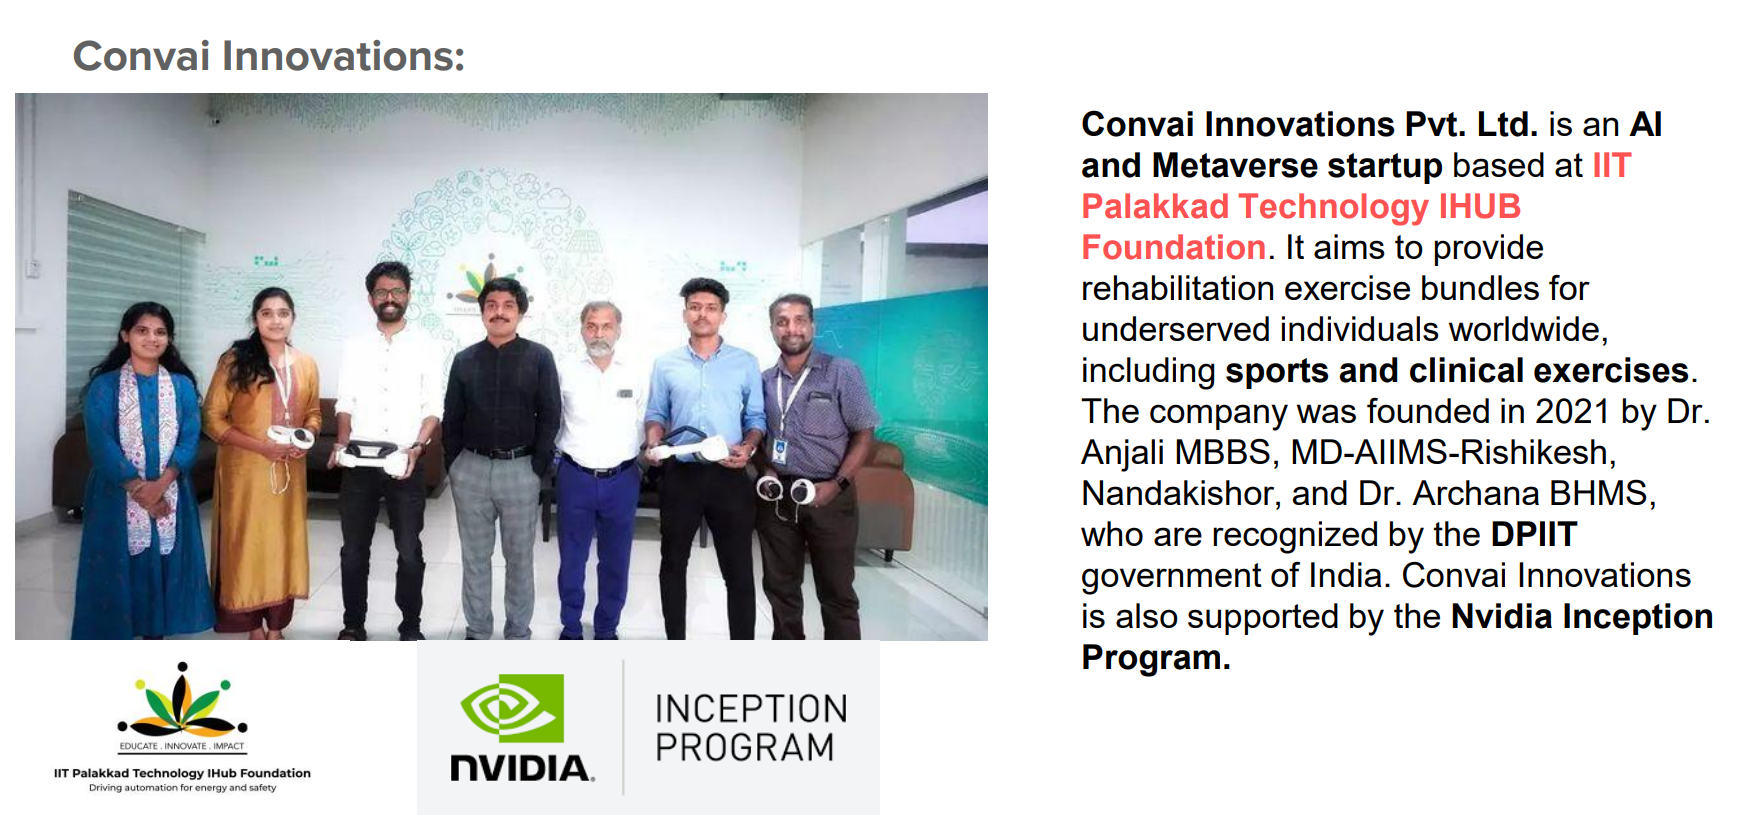 Convai Innovations:
Convai Innovations Pvt. Ltd. is an AI
and Metaverse startup based at IIT
Palakkad Technology IHUB
Foundation. It aims to provide
rehabilitation exercise bundles for
underserved individuals worldwide,
including sports and clinical exercises.
The company was founded in 2021 by Dr.
Anjali MBBS, MD-AIIMS-Rishikesh,
Nandakishor, and Dr. Archana BHMS,
who are recognized by the DPIIT
government of India. Convai Innovations
is also supported by the Nvidia Inception
Program.
EDUCATE . INNOVATE . IMPACT
IIT Palakkad Technology IHub Foundation
Driving automation for energy and safety
NVIDIA.
INCEPTION
PROGRAM